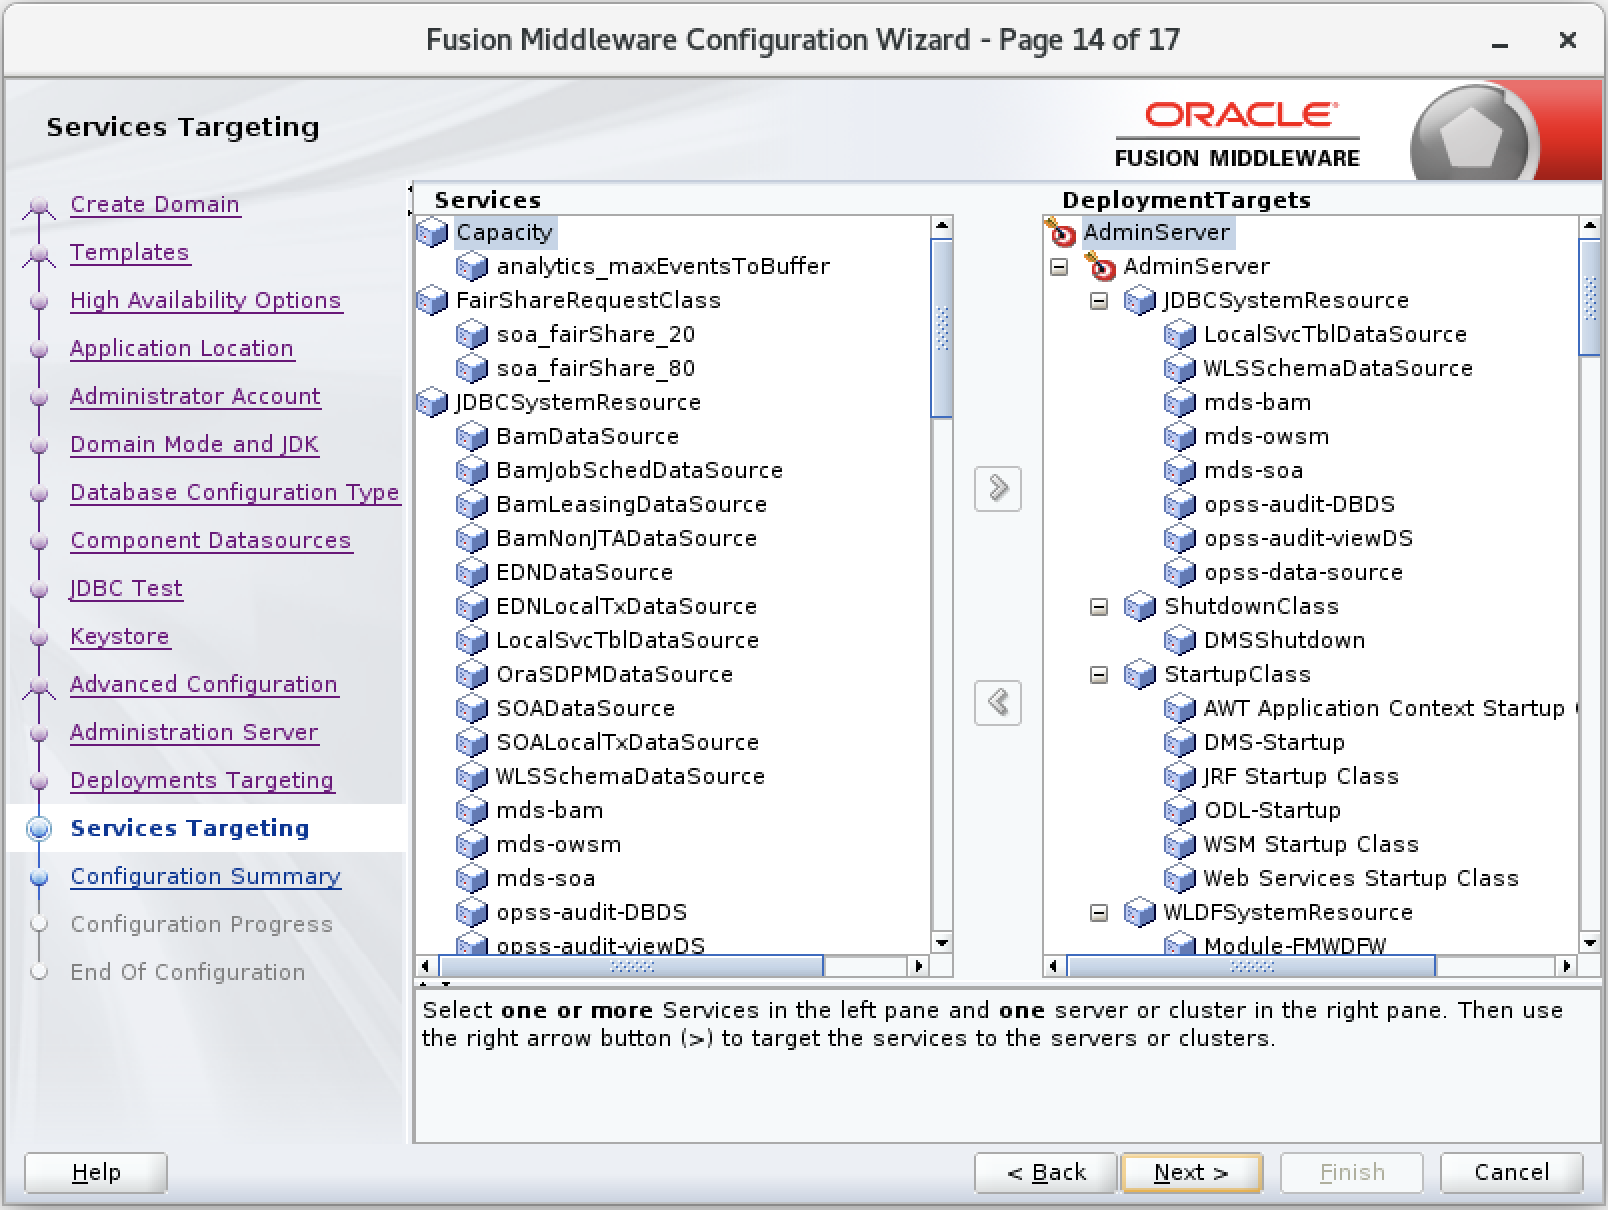 Fusion Middleware Configuration Wizard - Page 14 of 17
Services Targeting
ORACLE
FUSION MIDDLEWARE
Create Domain
Templates
High Availability Options
Application Location
Administrator Account
Domain Mode and JDK
Database Configuration Type
Component Datasources
JDBC Test
Keystore
Advanced Configuration
Administration Server
Deployments Targeting
Services Targeting
Configuration Summary
Configuration Progress
End Of Configuration
Services
Capacity
analytics_maxEventsToBuffer
FairShareRequestClass
soa_fairShare_20
soa_fairShare_80
JDBCSystemResource
BamDataSource
BamJobSchedDataSource
BamLeasingDataSource
BamNonJTADataSource
EDNDataSource
EDNLocalTxDataSource
LocalSvcTblDataSource
OraSDPMDataSource
SOADataSource
SOALocalTxDataSource
WLSSchemaDataSource
mds-bam
mds-owsm
mds-soa
opss-audit-DBDS
opss-audit-viewDS
DeploymentTargets
AdminServer
AdminServer
JDBCSystemResource
LocalSvcTblDataSource
WLSSchemaDataSource
mds-bam
mds-owsm
mds-soa
opss-audit-DBDS
opss-audit-viewDS
opss-data-source
ShutdownClass
DMSShutdown
StartupClass
AWT Application Context Startup
DMS-Startup
JRF Startup Class
ODL-Startup
WSM Startup Class
Web Services Startup Class
WLDFSystemResource
Module-FMWDFW
Select one or more Services in the left pane and one server or cluster in the right pane. Then use
the right arrow button (>) to target the services to the servers or clusters.
Help
< Back
Next >
Finish
Cancel